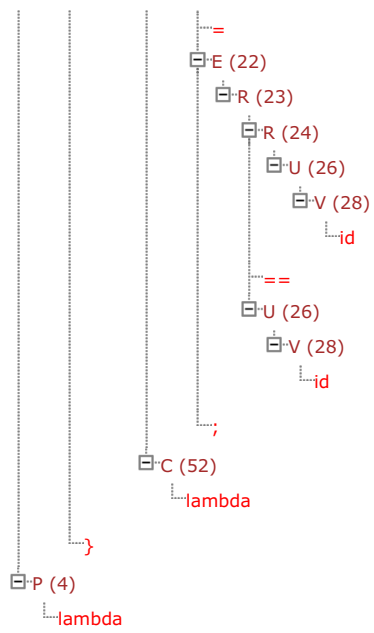 =
E (22)
R (23)
R (24)
U (26)
V (28)
id
==
U (26)
V (28)
id
;
C (52)
lambda
}
P (4)
lambda